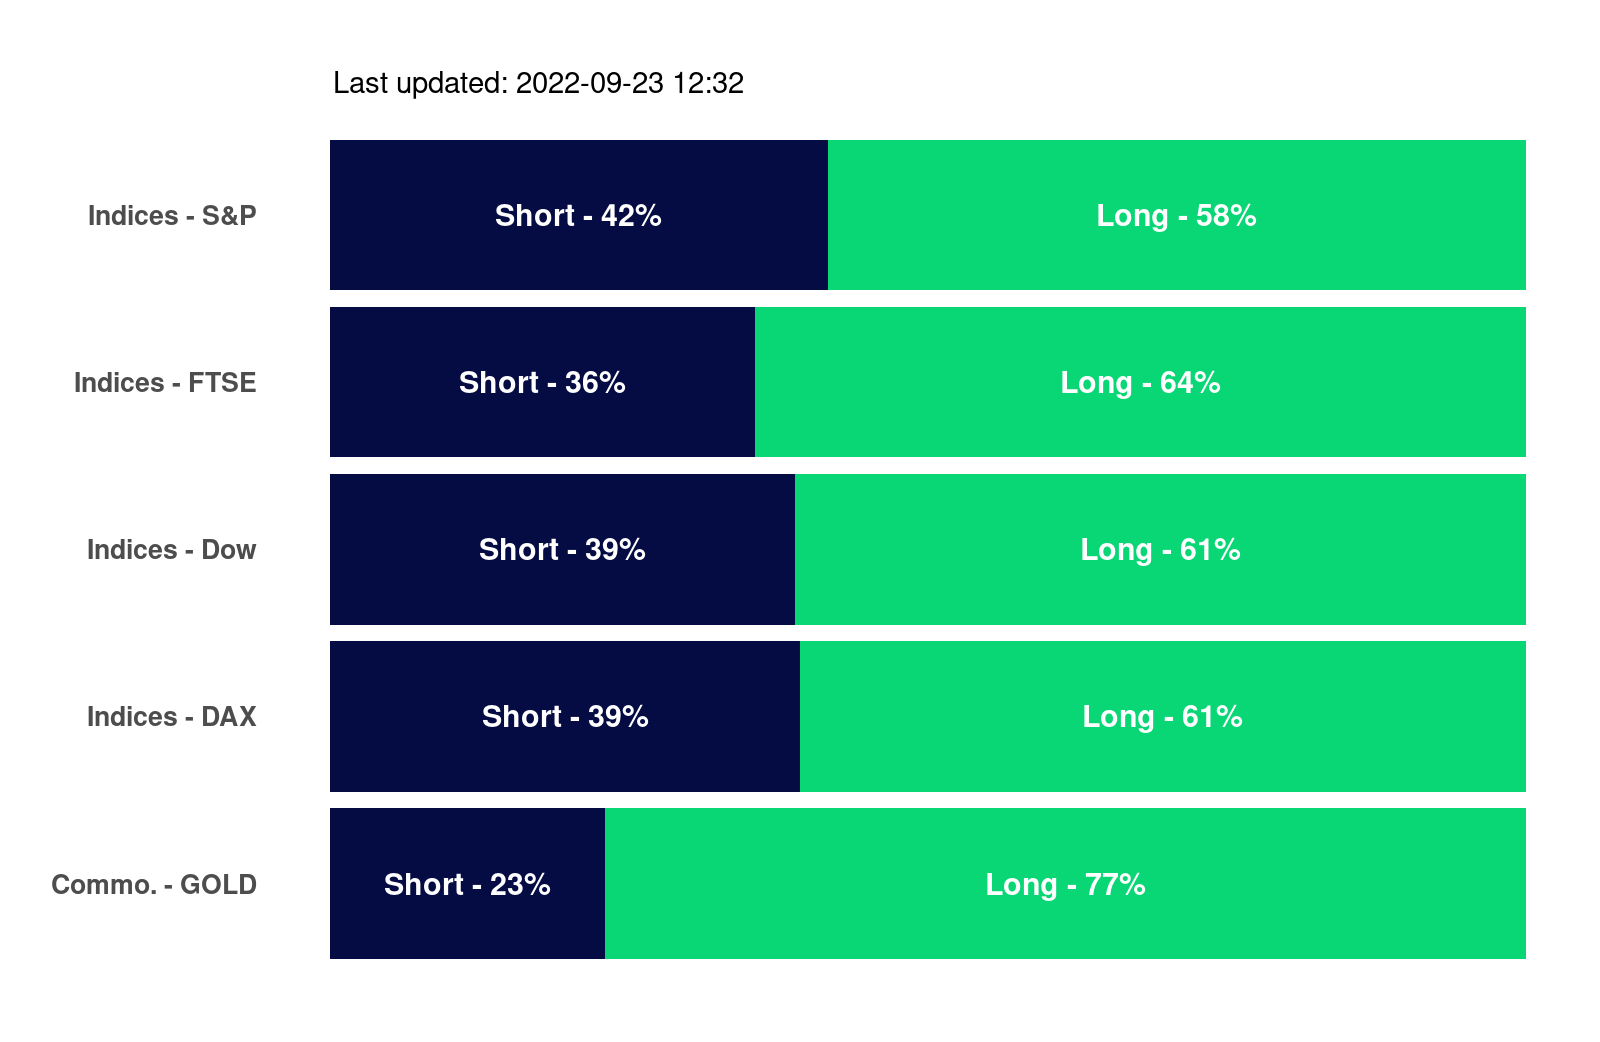 Last updated: 2022-09-23 12:32
Indices - S&P Short - 42% Long - 58%
Indices - FTSE Short - 36% Long - 64%
Indices - Dow Short - 39% Long - 61%
Indices - DAX Short - 39% Long - 61%
Commo. - GOLD Short - 23% Long - 77%